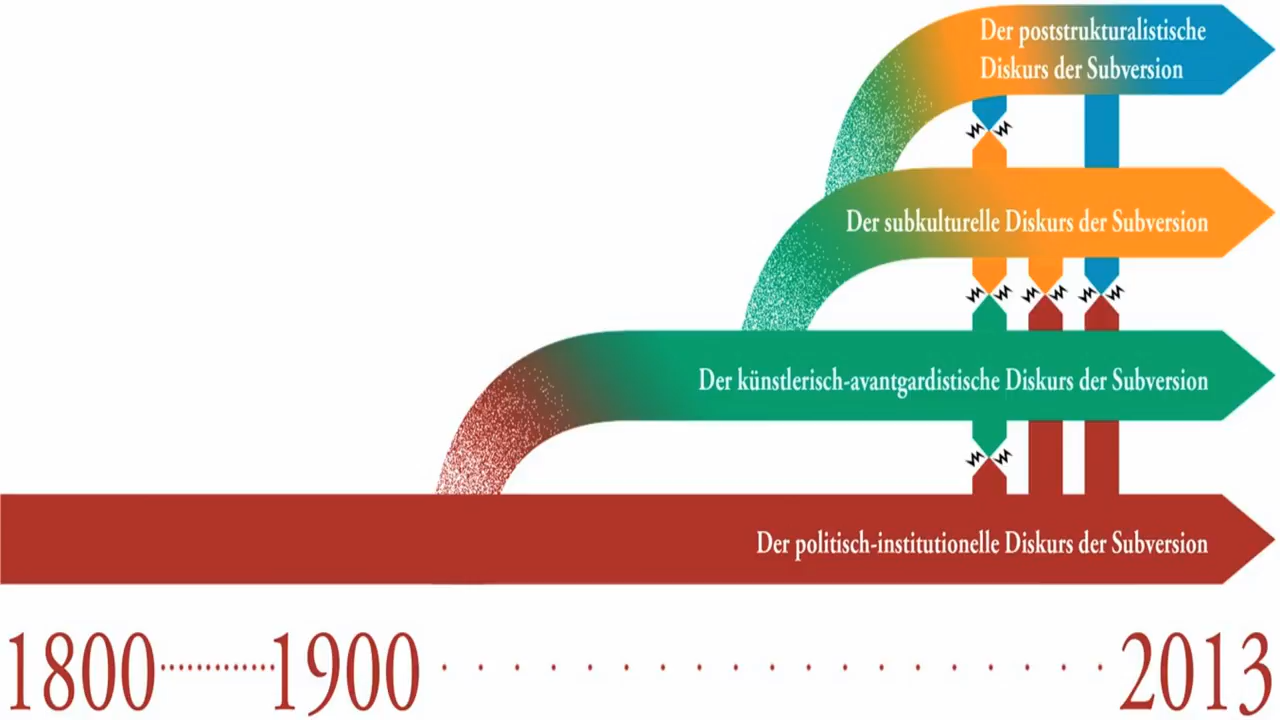 Der poststrukturalistische
Diskurs der Subversion
Der subkulturelle Diskurs der Subversion
Der künstlerisch-avantgardistische Diskurs der Subversion
Der politisch-institutionelle Diskurs der Subversion
1800.............1900 . . . . . . . . . . . . . . . . . . . 2013